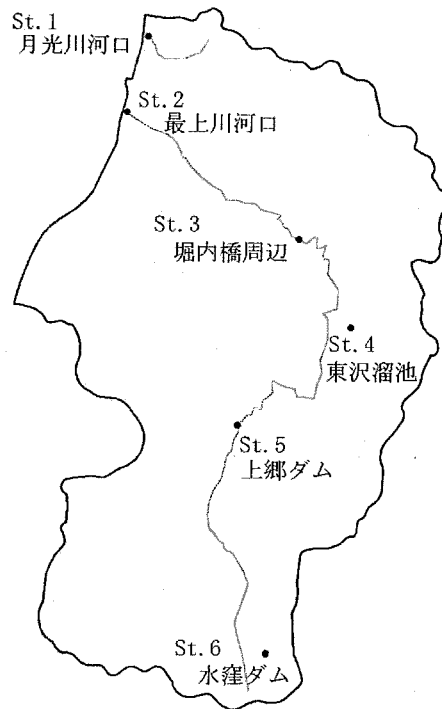 St.1
月光川河口
St.2
最上川河口
St.3
堀内橋周辺
St.4
東沢溜池
St.5
上郷ダム
St.6
水窪ダム